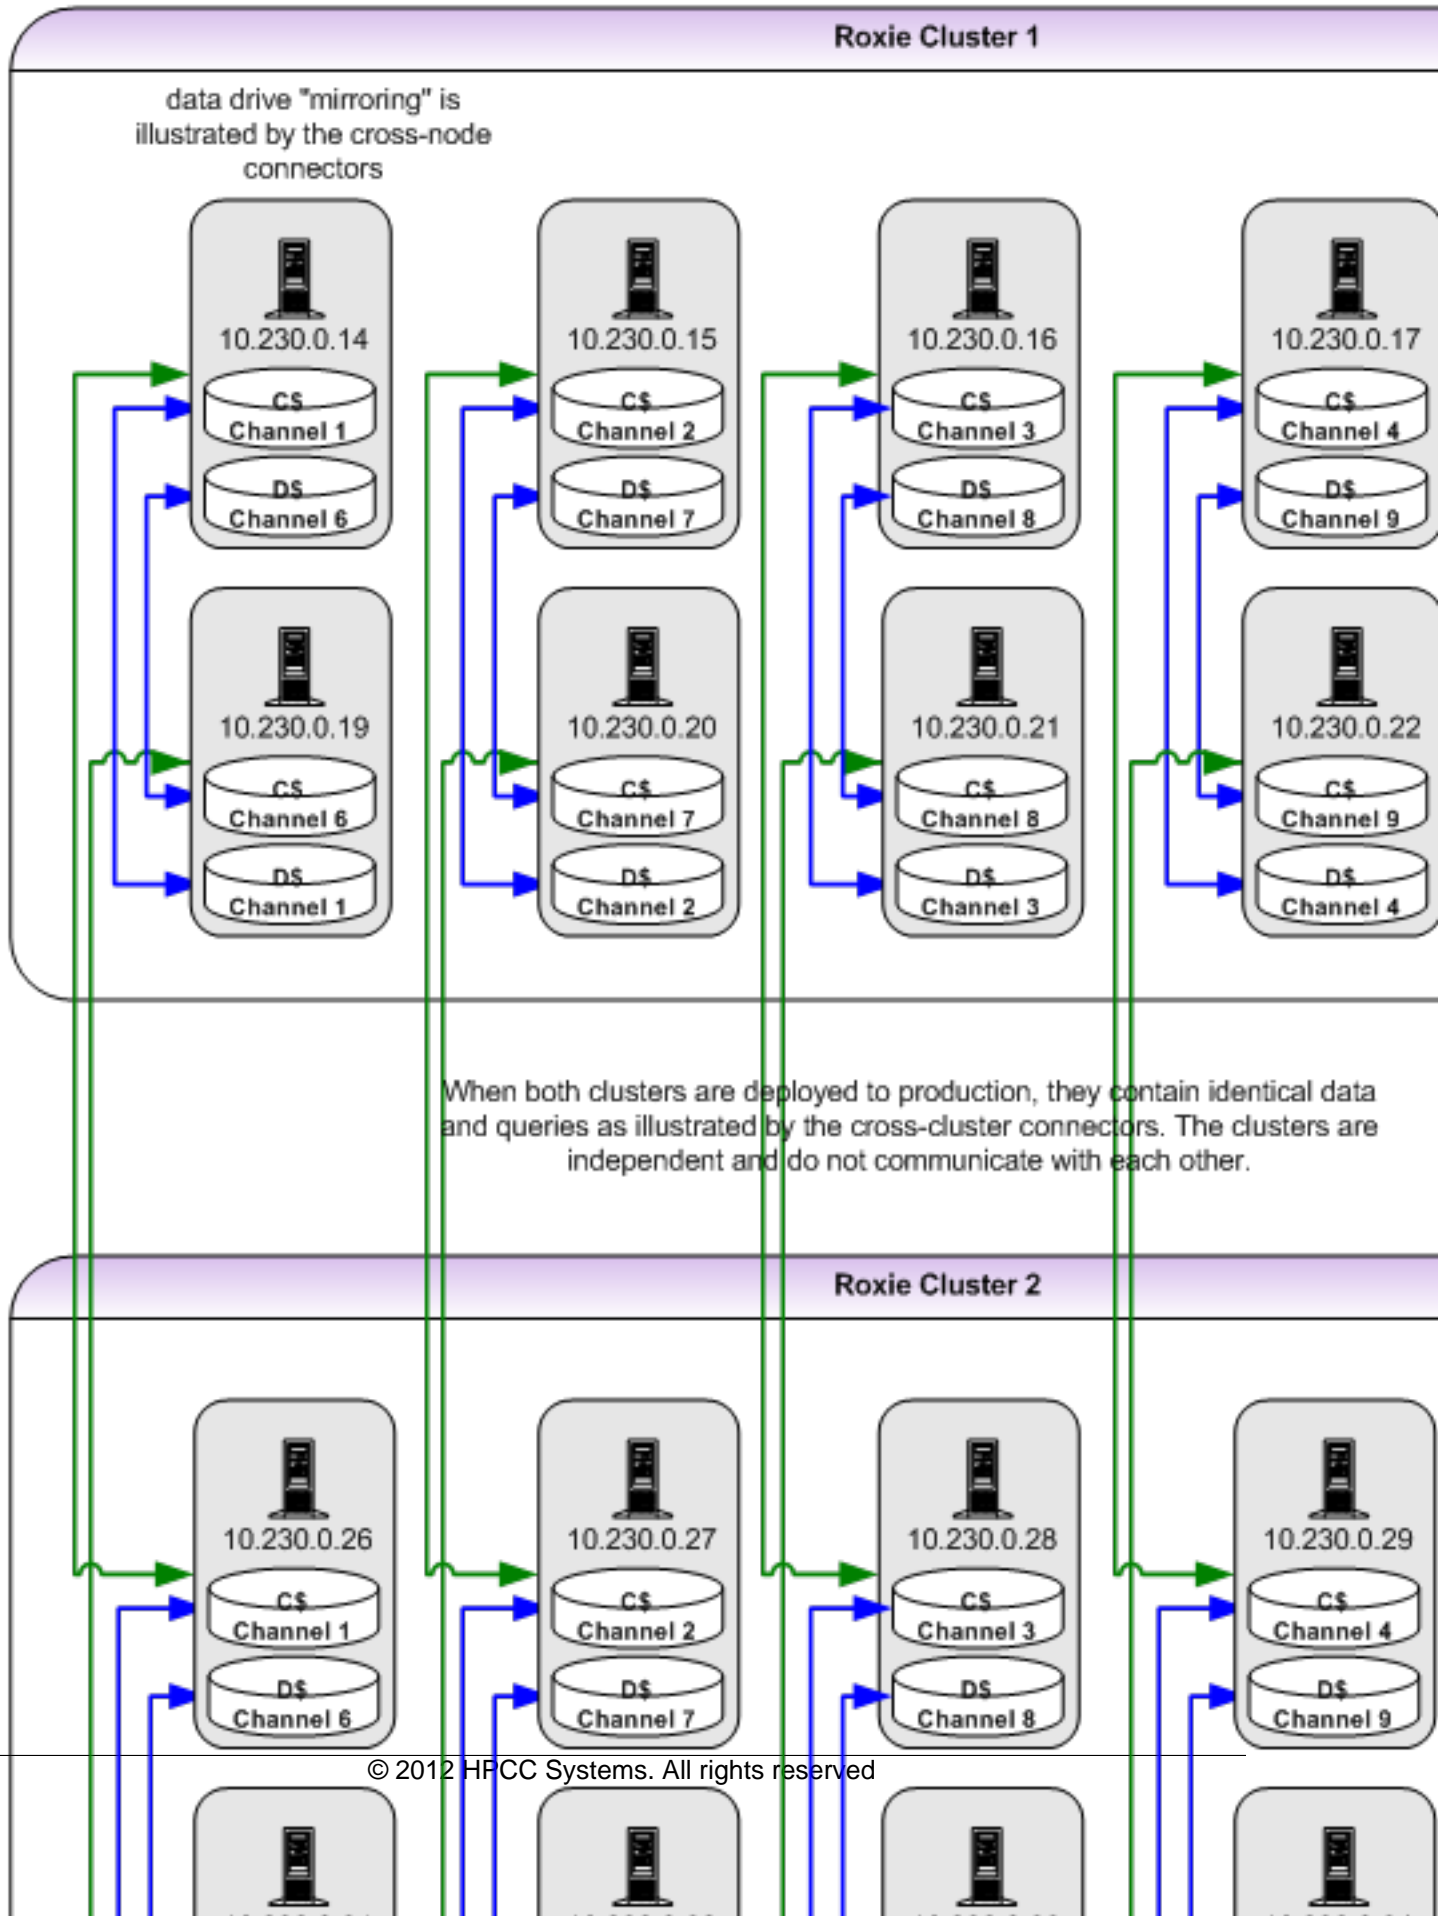 Roxie Cluster 1
data drive "mirroring" is
illustrated by the cross-node
connectors
10.230.0.14
C$
Channel 1
D$
Channel 6
10.230.0.15
C$
Channel 2
D$
Channel 7
10.230.0.16
C$
Channel 3
D$
Channel 8
10.230.0.17
C$
Channel 4
D$
Channel 9
10.230.0.19
C$
Channel 6
D$
Channel 1
10.230.0.20
C$
Channel 7
D$
Channel 2
10.230.0.21
C$
Channel 8
D$
Channel 3
10.230.0.22
C$
Channel 9
D$
Channel 4
When both clusters are deployed to production, they contain identical data
and queries as illustrated by the cross-cluster connectors. The clusters are
independent and do not communicate with each other.
Roxie Cluster 2
10.230.0.26
C$
Channel 1
D$
Channel 6
10.230.0.27
C$
Channel 2
D$
Channel 7
10.230.0.28
C$
Channel 3
D$
Channel 8
10.230.0.29
C$
Channel 4
D$
Channel 9
© 2012 HPCC Systems. All rights reserved